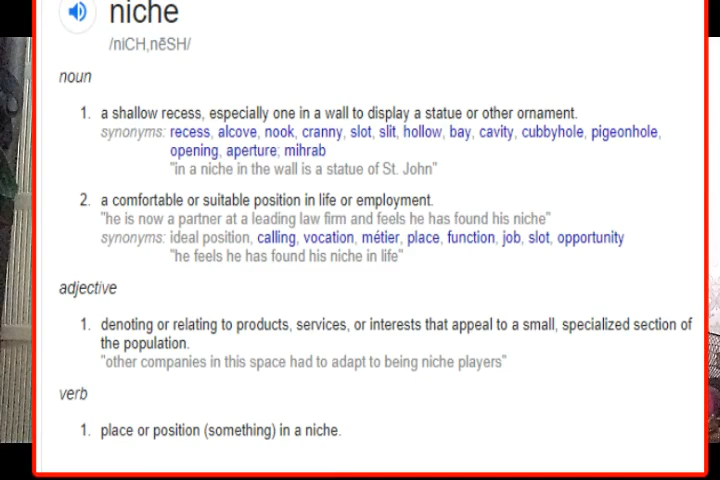 niche
/niCH,nēSH/
noun
1. a shallow recess, especially one in a wall to display a statue or other ornament.
synonyms: recess, alcove, nook, cranny, slot, slit, hollow, bay, cavity, cubbyhole, pigeonhole,
opening, aperture; mihrab
"in a niche in the wall is a statue of St. John"
2. a comfortable or suitable position in life or employment.
"he is now a partner at a leading law firm and feels he has found his niche"
synonyms: ideal position, calling, vocation, métier, place, function, job, slot, opportunity
"he feels he has found his niche in life"
adjective
1. denoting or relating to products, services, or interests that appeal to a small, specialized section of
the population.
"other companies in this space had to adapt to being niche players"
verb
1. place or position (something) in a niche.